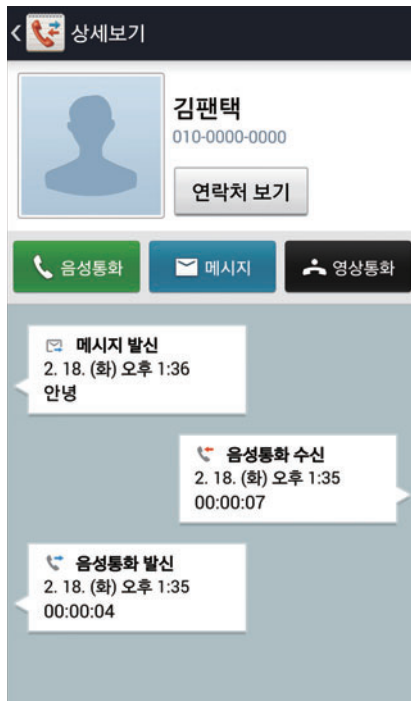 상세보기
김팬택
010-0000-0000
연락처 보기
음성통화
메시지
영상통화
메시지 발신
2. 18. (화) 오후 1:36
안녕
음성통화 수신
2. 18. (화) 오후 1:35
00:00:07
음성통화 발신
2. 18. (화) 오후 1:35
00:00:04